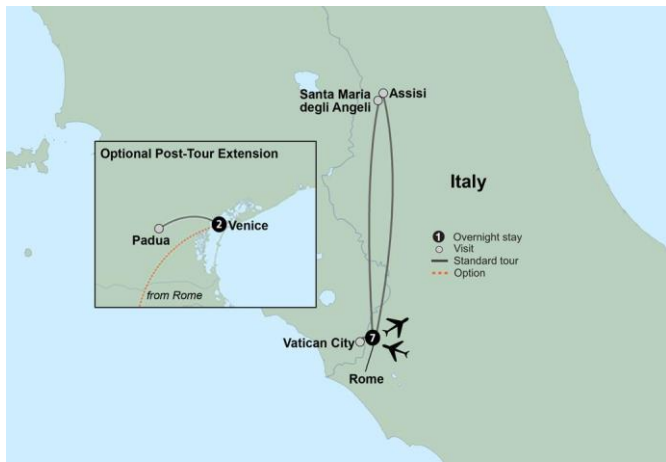 Santa Maria
degli Angeli
Assisi
Optional Post-Tour Extension
Italy
2
Venice
Padua
from Rome
1 Overnight stay
Visit
Standard tour
Option
Vatican City
7
Rome